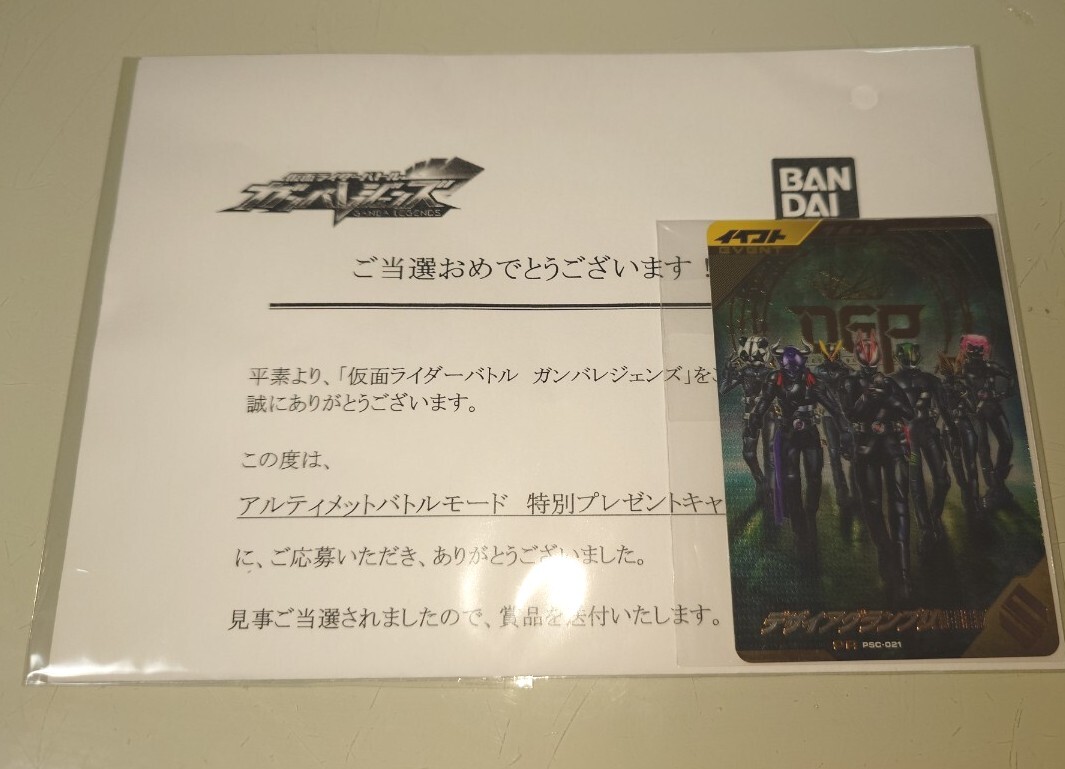 仮面ライダーバトル
ガンバレジェンズ
GANBA LEGENDS
BAN
DAI
ご当選おめでとうございます！
平素より、「仮面ライダーバトル　ガンバレジェンズ」を
誠にありがとうございます。
この度は、
アルティメットバトルモード　特別プレゼントキャ
に、ご応募いただき、ありがとうございました。
見事ご当選されましたので、賞品を送付いたします。
EVENT
DGP
デザイアグランプリ
PSC-021